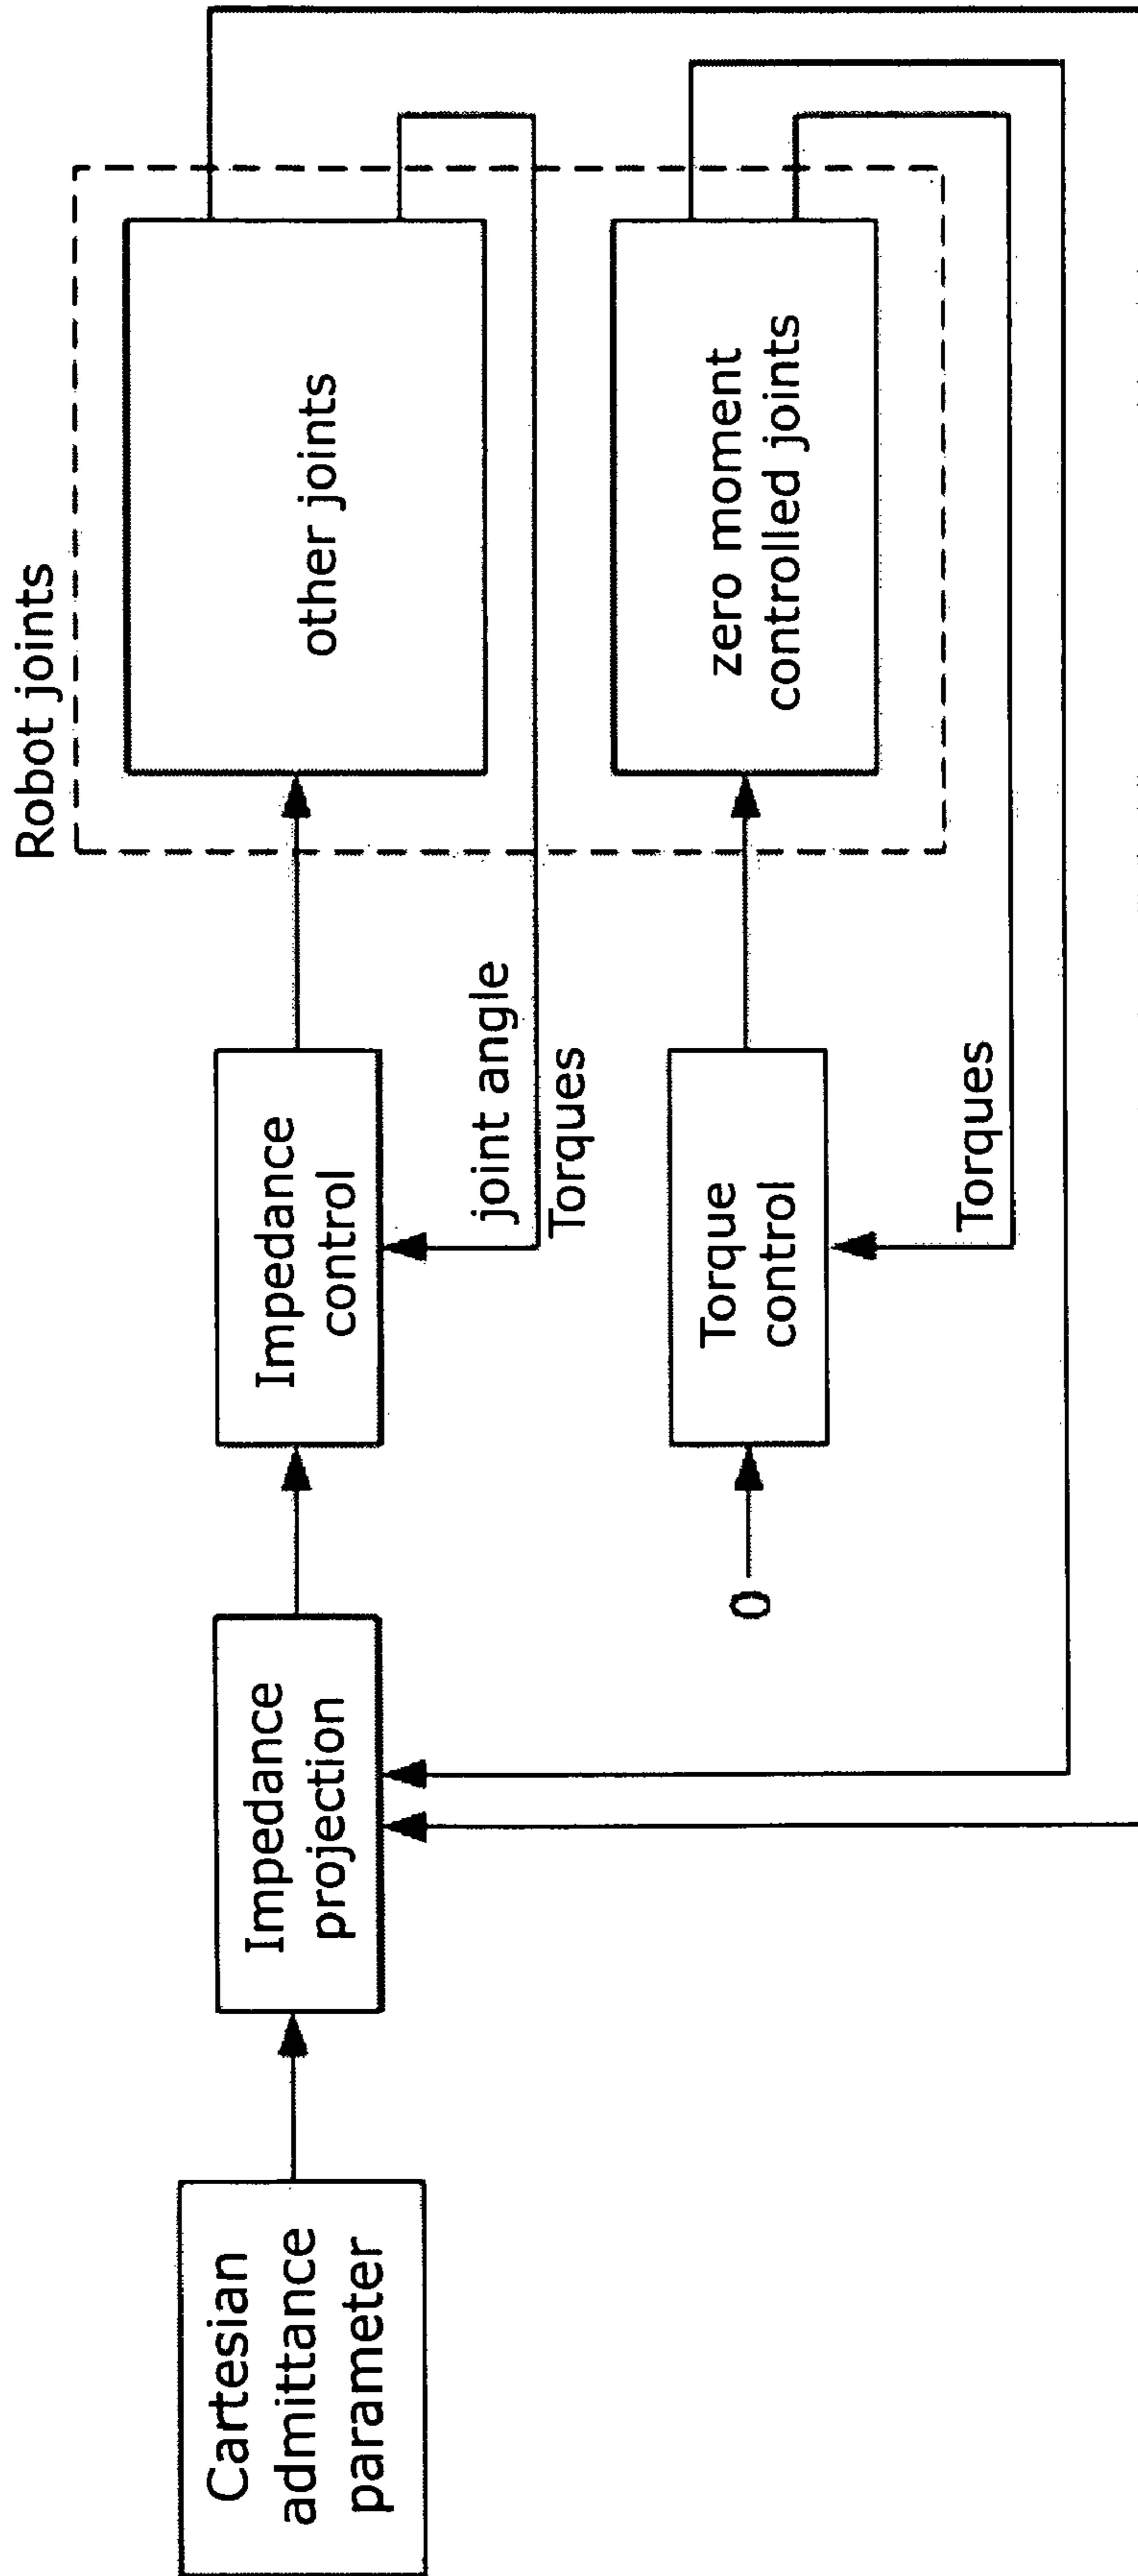 Robot joints
Cartesian
admittance
parameter
Impedance
projection
Impedance
control
other joints
joint angle
Torques
0
Torque
control
zero moment
controlled joints
Torques